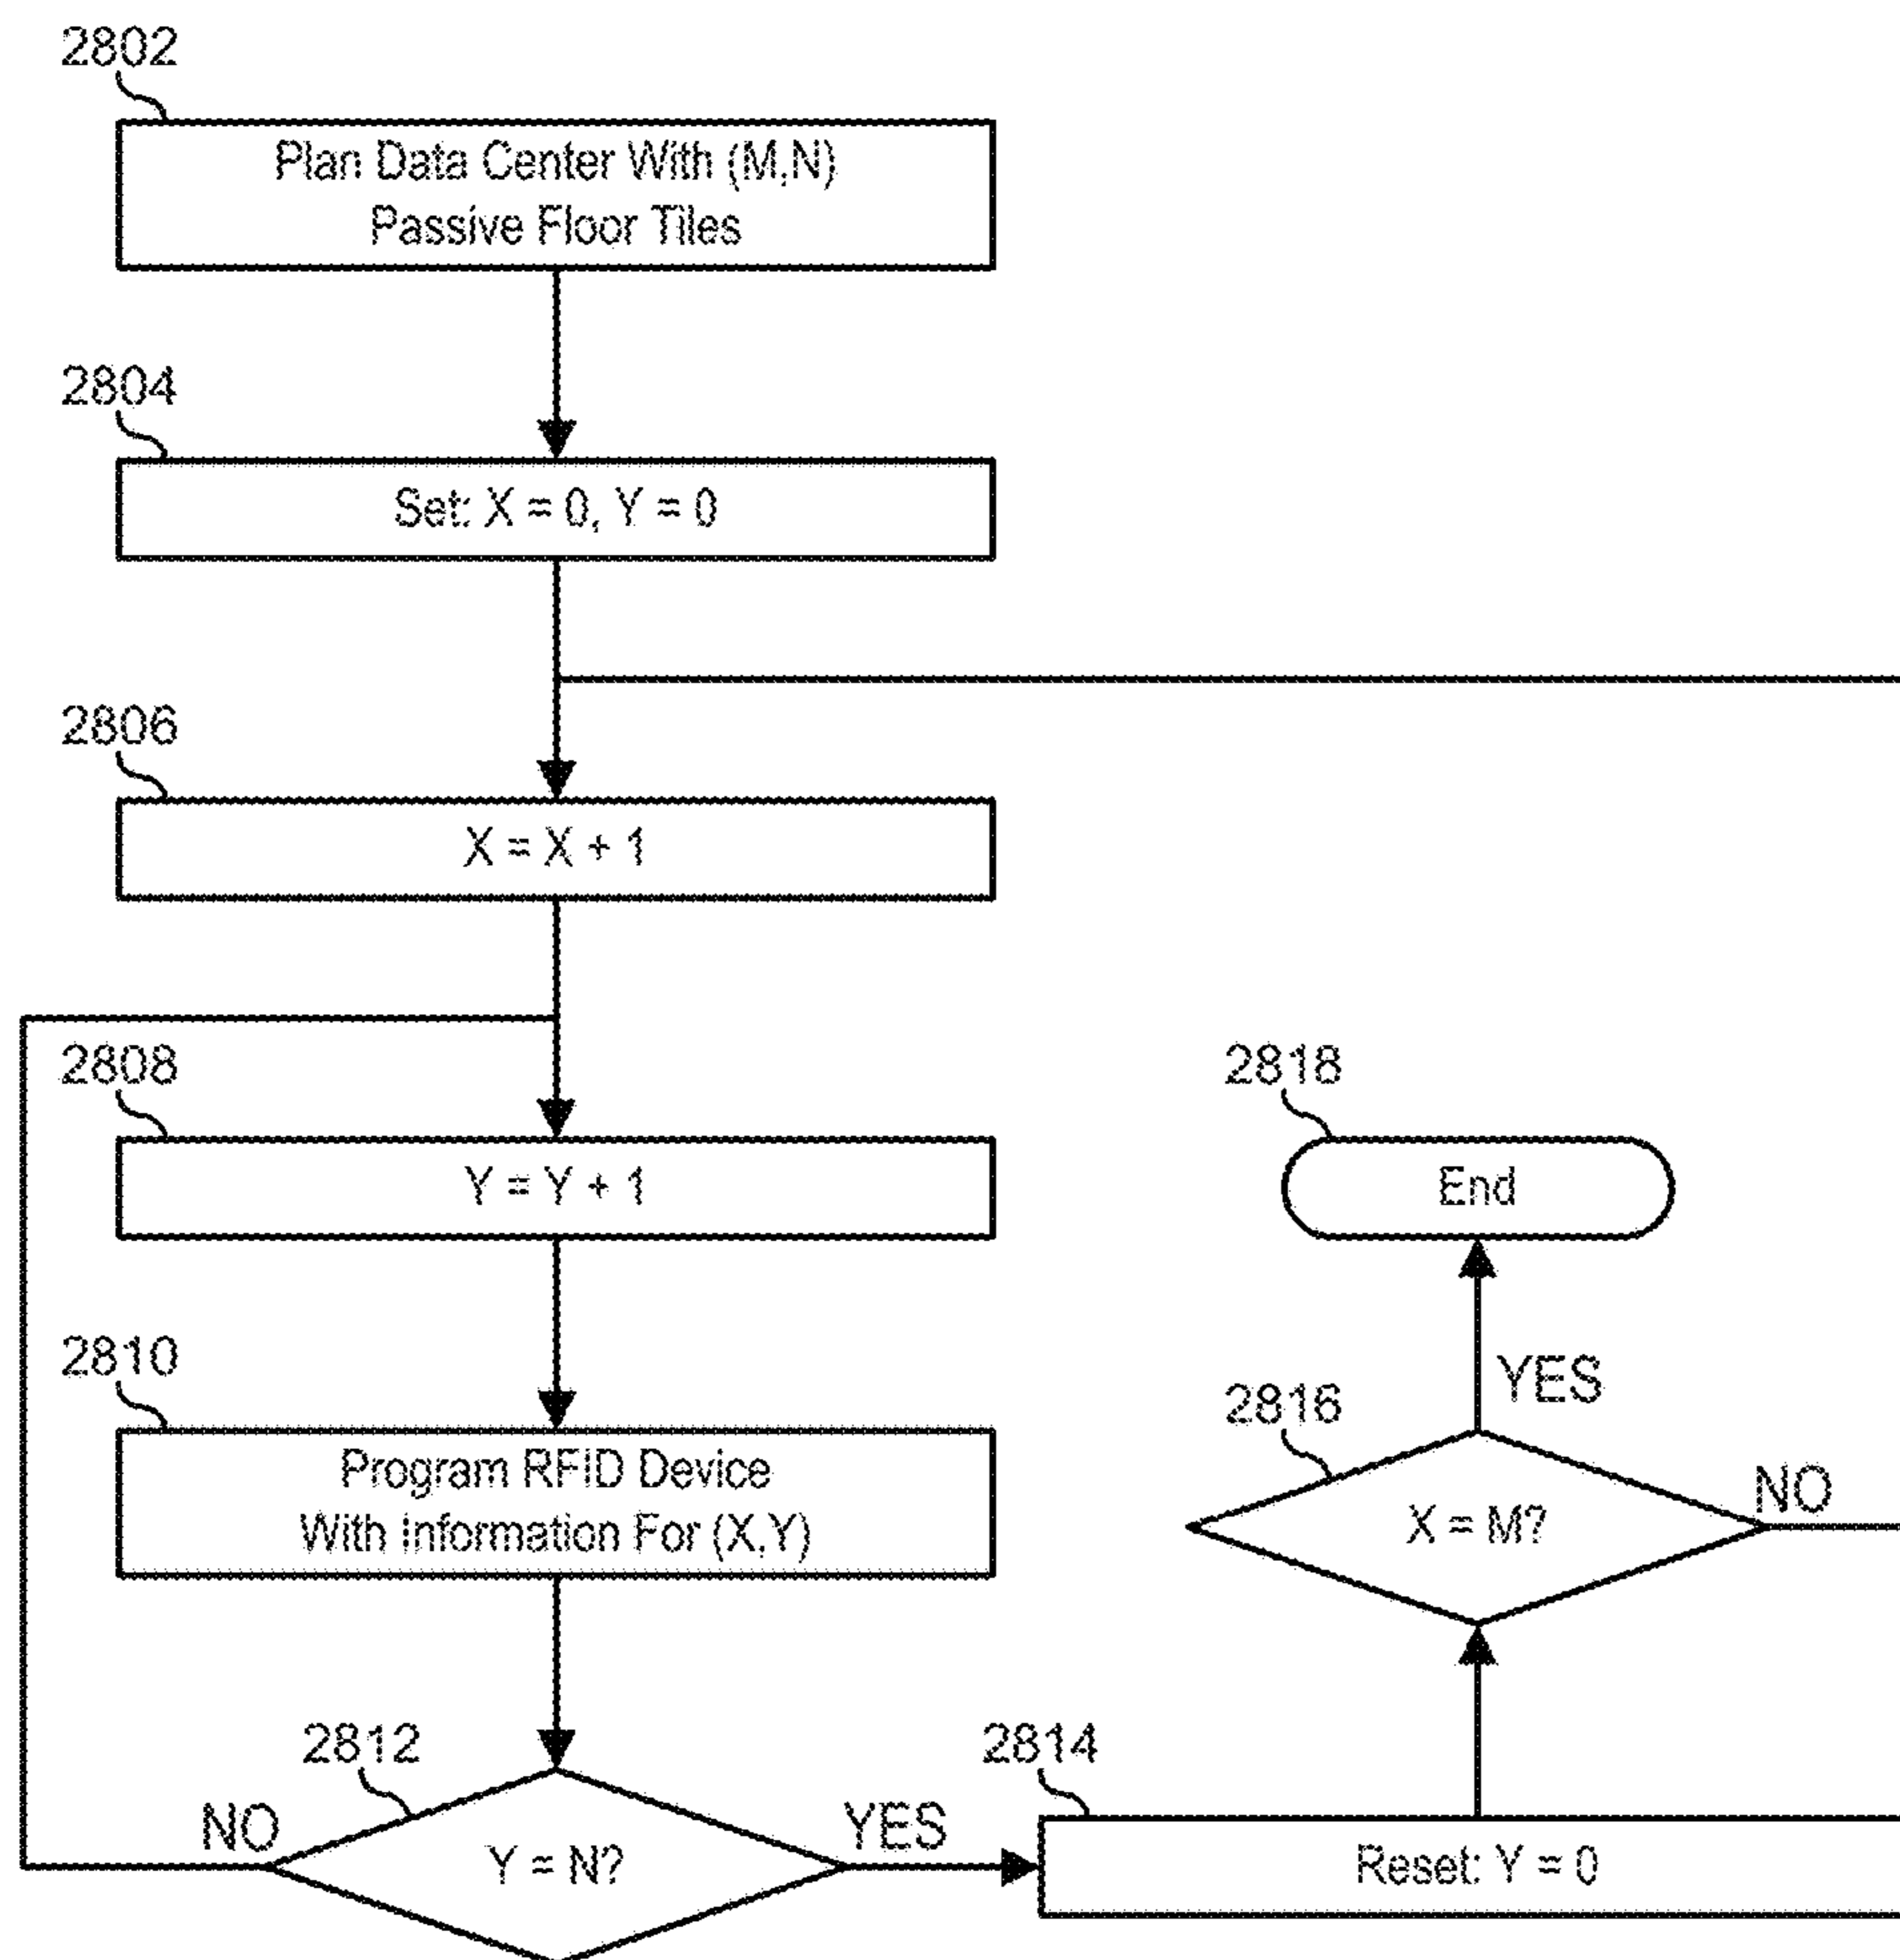 2802
Plan Data Center With (M,N)
Passive Floor Tiles
2804
Set: X = 0, Y = 0
2806
X = X + 1
2808
Y = Y + 1
2810
Program RFID Device
With Information For (X,Y)
2812
NO
Y = N?
YES
2814
Reset: Y = 0
2816
X = M?
NO
YES
2818
End